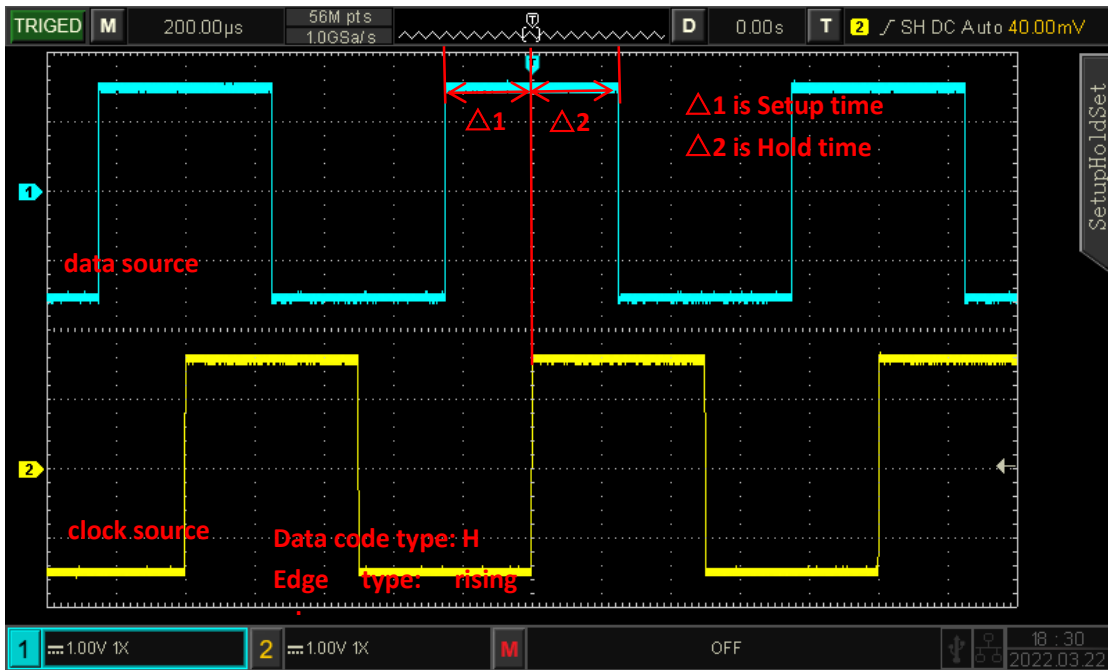 TRIGED M 200.00μs 56M pts D 0.00s T 2 SH DC Auto 40.00mV
1.0GSa/s
T
T
△1 △2 △1 is Setup time
△2 is Hold time
SetupHoldSet
1
data source
2
clock source
Data code type: H
Edge type: rising
1 1.00V 1X 2 1.00V 1X M OFF 18:30
2022.03.22